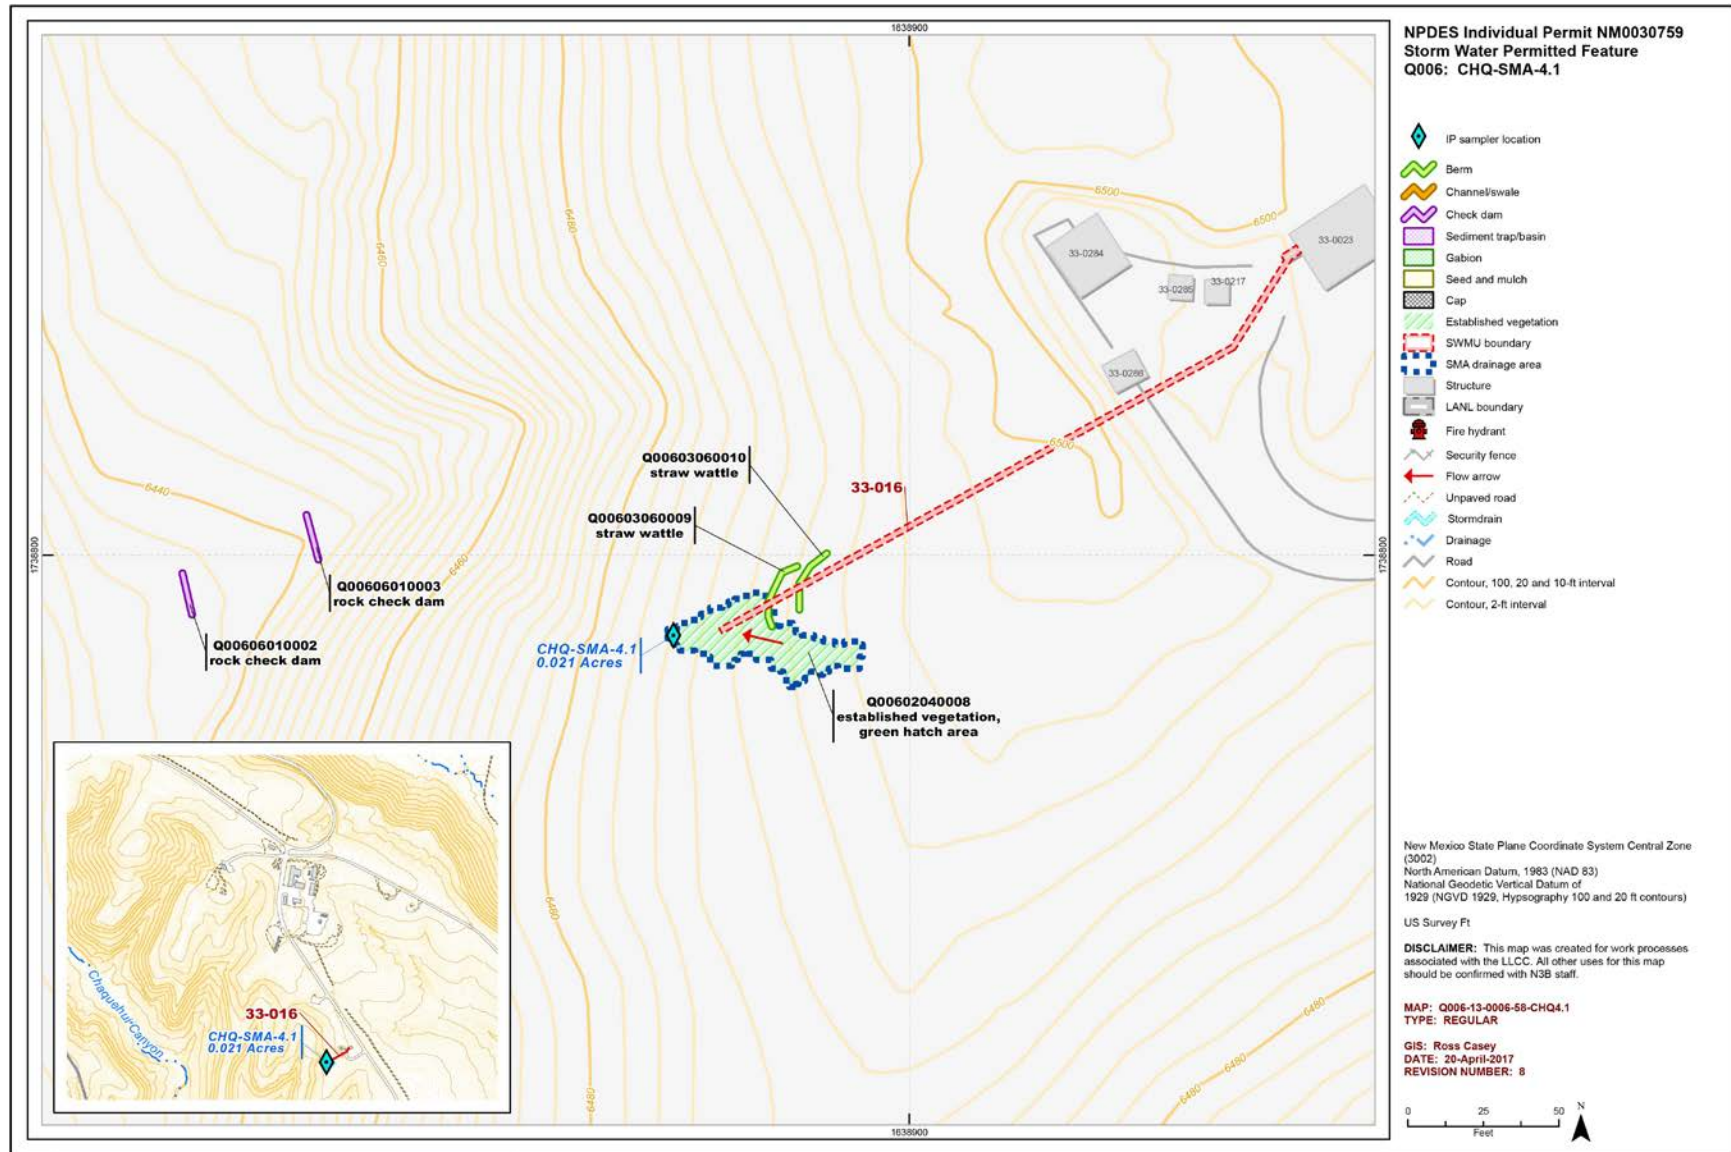 1638900
NPDES Individual Permit NM0030759
Storm Water Permitted Feature
Q006: CHQ-SMA-4.1
IP sampler location
Berm
Channel/swale
Check dam
Sediment trap/basin
Gabion
Seed and mulch
Cap
Established vegetation
SWMU boundary
SMA drainage area
Structure
LANL boundary
Fire hydrant
Security fence
Flow arrow
Unpaved road
Stormdrain
Drainage
Road
Contour, 100, 20 and 10-ft interval
Contour, 2-ft interval
6500
6500
6480
6460
33-0023
33-0284
33-0285
33-0217
33-0286
6500
Q00603060010
straw wattle
33-016
6440
Q00603060009
straw wattle
1738800
1738800
6460
Q00606010003
rock check dam
Q00606010002
rock check dam
CHQ-SMA-4.1
0.021 Acres
Q00602040008
established vegetation,
green hatch area
6480
6480
6480
6480
Chaquehui Canyon
33-016
CHQ-SMA-4.1
0.021 Acres
1638900
New Mexico State Plane Coordinate System Central Zone
(3002)
North American Datum, 1983 (NAD 83)
National Geodetic Vertical Datum of
1929 (NGVD 1929, Hypsography 100 and 20 ft contours)
US Survey Ft
DISCLAIMER: This map was created for work processes
associated with the LLCC. All other uses for this map
should be confirmed with N3B staff.
MAP: Q006-13-0006-58-CHQ4.1
TYPE: REGULAR
GIS: Ross Casey
DATE: 20-April-2017
REVISION NUMBER: 8
0 25 50
Feet
N